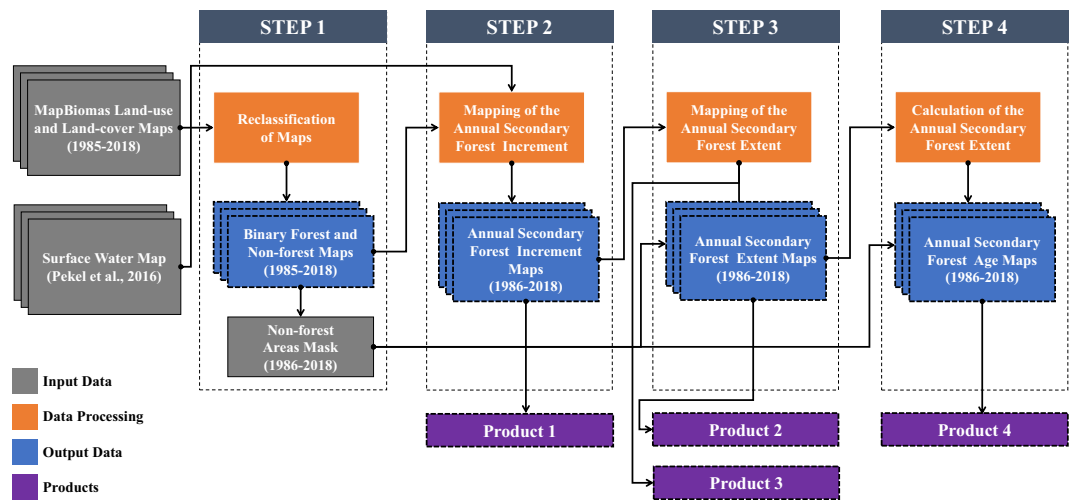 STEP 1
STEP 2
STEP 3
STEP 4
MapBiomas Land-use
and Land-cover Maps
(1985-2018)
Reclassification
of Maps
Mapping of the
Annual Secondary
Forest Increment
Mapping of the
Annual Secondary
Forest Extent
Calculation of the
Annual Secondary
Forest Extent
Surface Water Map
(Pekel et al., 2016)
Binary Forest and
Non-forest Maps
(1985-2018)
Annual Secondary
Forest Increment
Maps
(1986-2018)
Annual Secondary
Forest Extent Maps
(1986-2018)
Annual Secondary
Forest Age Maps
(1986-2018)
Non-forest
Areas Mask
(1986-2018)
Input Data
Data Processing
Output Data
Products
Product 1
Product 2
Product 4
Product 3